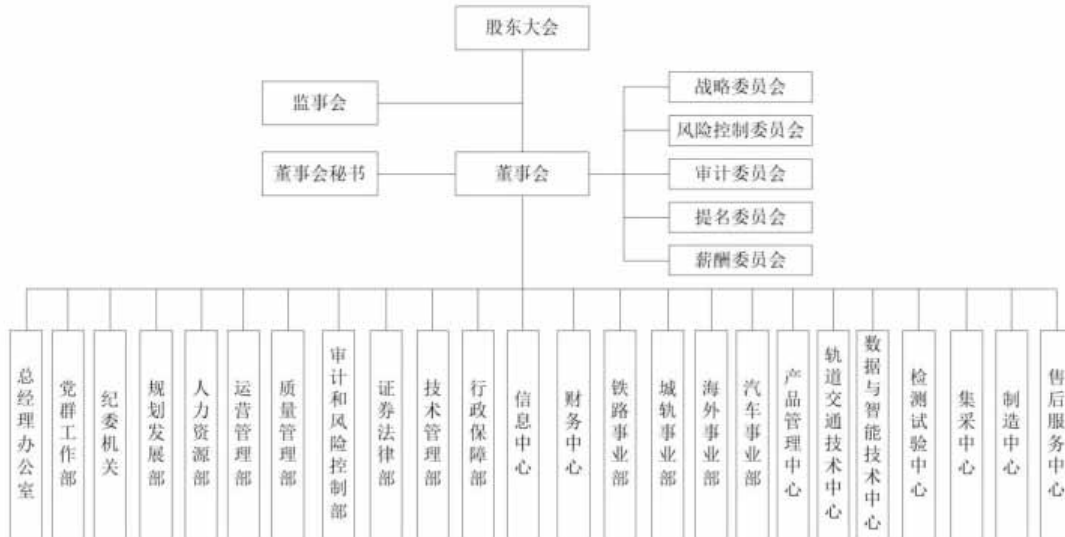 股东大会
监事会
战略委员会
风险控制委员会
董事会秘书
董事会
审计委员会
提名委员会
薪酬委员会
总经理办公室
党群工作部
纪委机关
规划发展部
人力资源部
运营管理部
质量管理部
审计和风险控制部
证券法律部
技术管理部
行政保障部
信息中心
财务中心
铁路事业部
城轨事业部
海外事业部
汽车事业部
产品管理中心
轨道交通技术中心
数据与智能技术中心
检测试验中心
集采中心
制造中心
售后服务中心